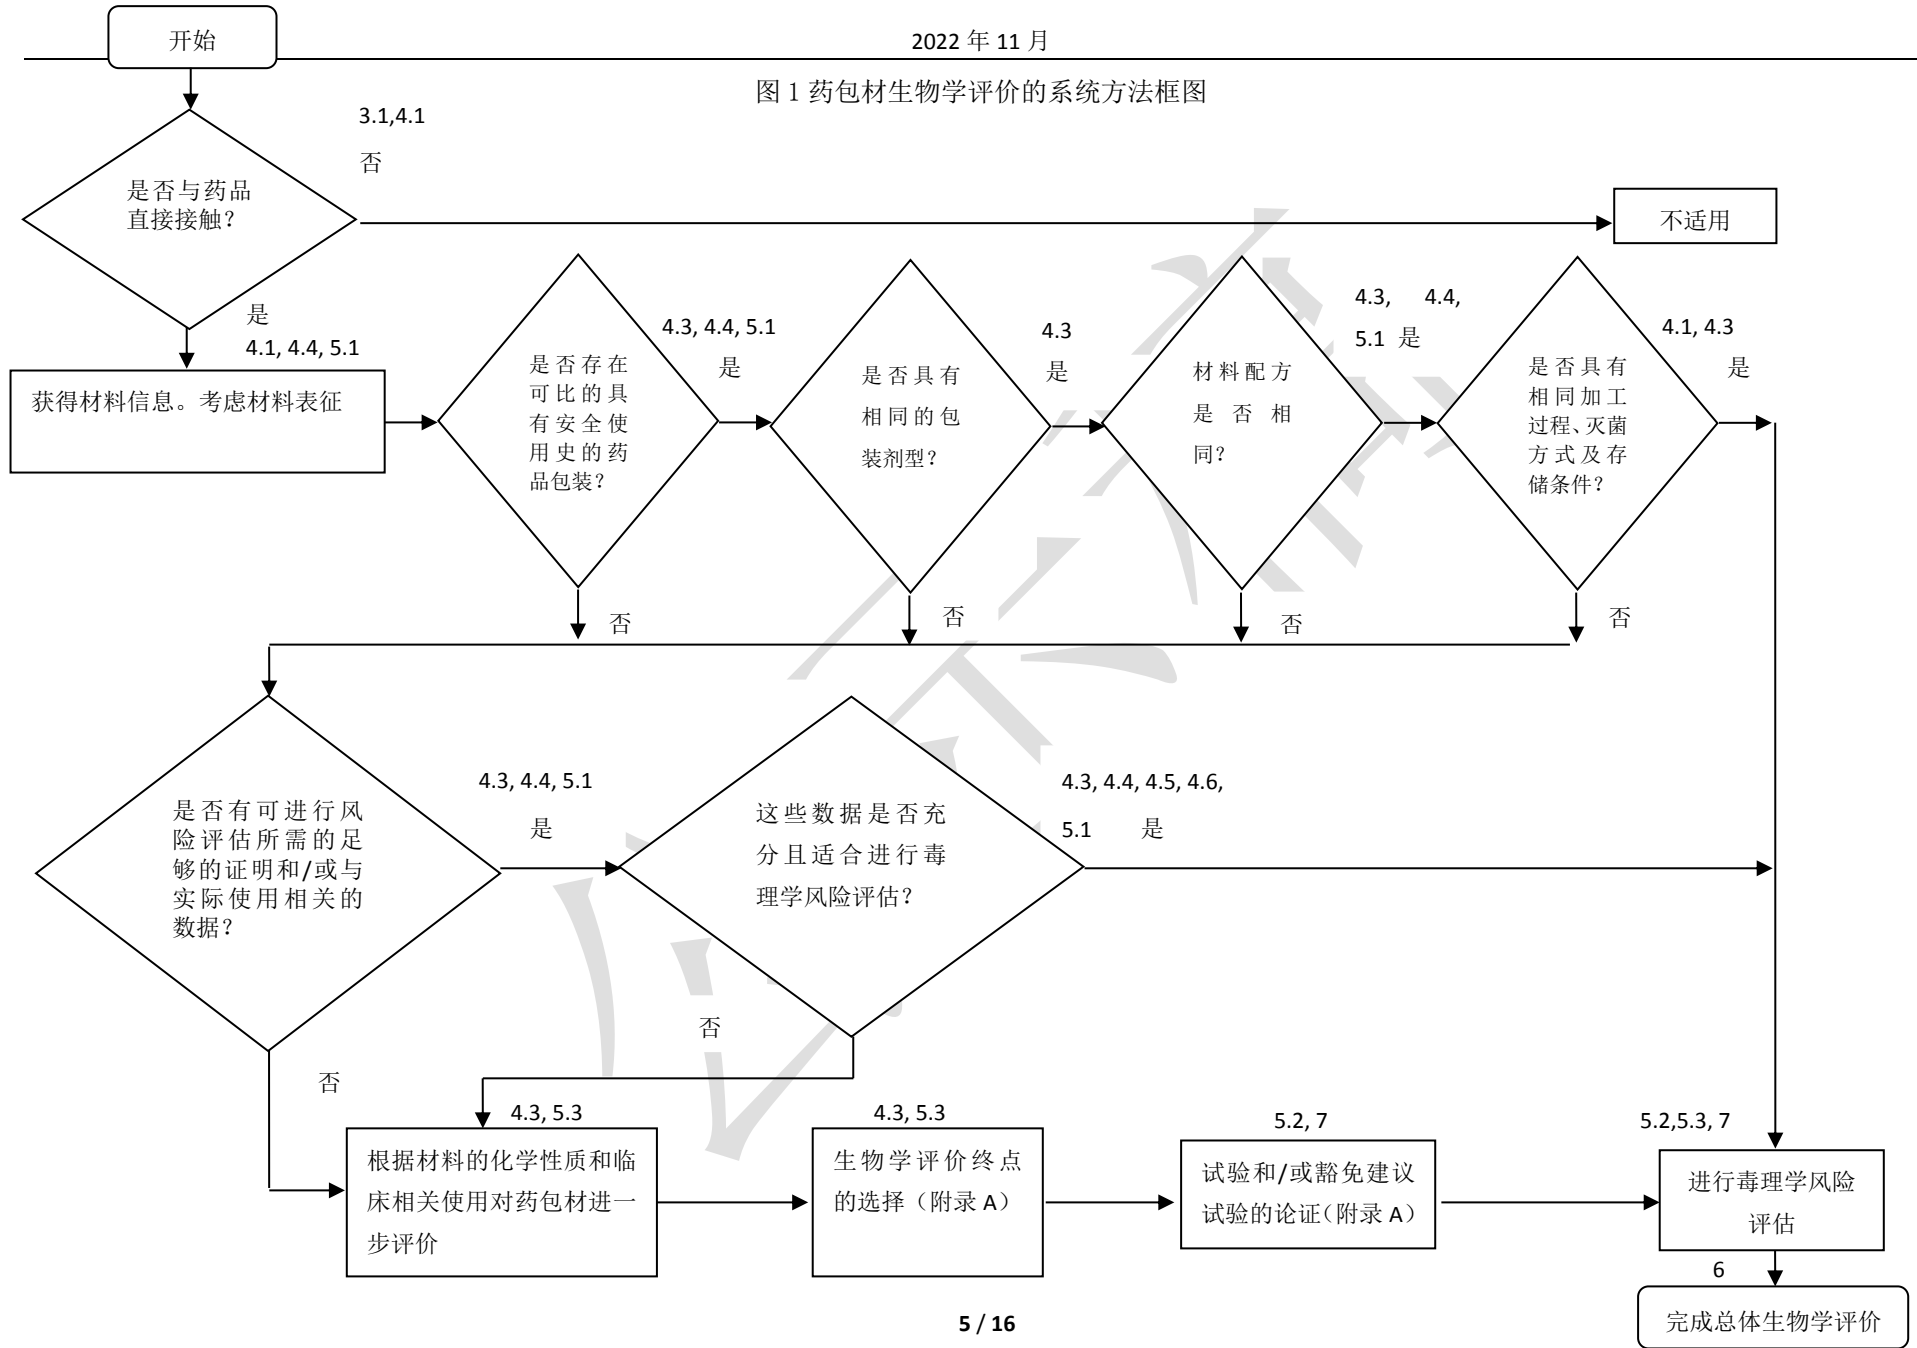 开始
2022 年 11 月
图 1 药包材生物学评价的系统方法框图
3.1,4.1
否
是否与药品
直接接触？
不适用
是
4.1, 4.4, 5.1
获得材料信息。考虑材料表征
是否存在
可比的具
有安全使
用史的药
品包装？
4.3, 4.4, 5.1
是
是否具有
相同的包
装剂型？
4.3
是
材料配方
是否相
同？
4.3, 4.4,
5.1 是
是否具有
相同加工
过程、灭菌
方式及存
储条件？
4.1, 4.3
是
否
否
否
否
是否有可进行风
险评估所需的足
够的证明和/或与
实际使用相关的
数据？
4.3, 4.4, 5.1
是
这些数据是否充
分且适合进行毒
理学风险评估？
4.3, 4.4, 4.5, 4.6,
5.1 是
否
否
4.3, 5.3
根据材料的化学性质和临
床相关使用对药包材进一
步评价
4.3, 5.3
生物学评价终点
的选择（附录 A）
5.2, 7
试验和/或豁免建议
试验的论证（附录 A）
5.2,5.3, 7
进行毒理学风险
评估
6
完成总体生物学评价
5 / 16
公示稿